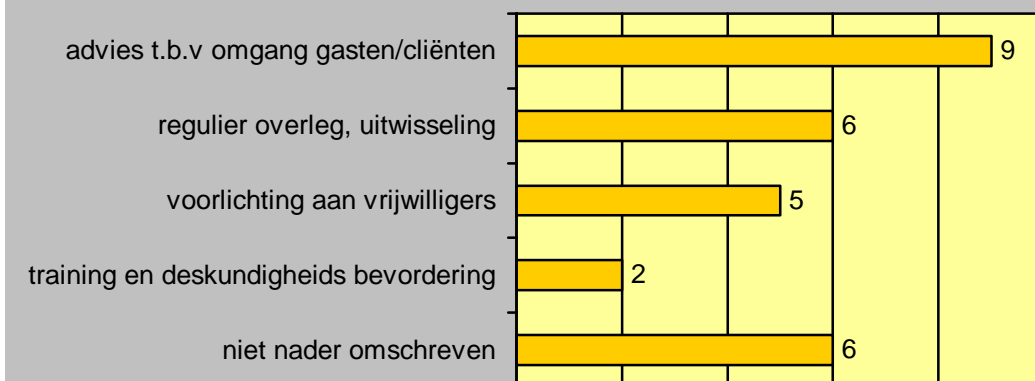 advies t.b.v omgang gasten/cliënten 9
regulier overleg, uitwisseling 6
voorlichting aan vrijwilligers 5
training en deskundigheids bevordering 2
niet nader omschreven 6